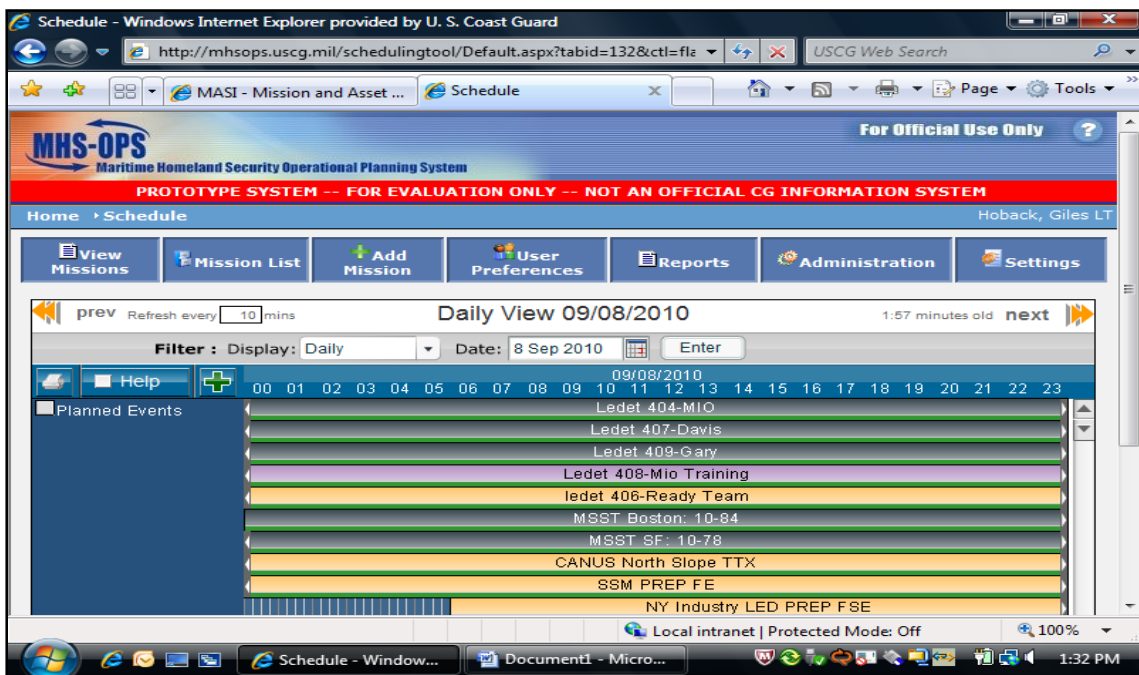 Schedule - Windows Internet Explorer provided by U. S. Coast Guard
http://mhsops.uscg.mil/schedulingtool/Default.aspx?tabid=132&ctl=fla
USCG Web Search
MASI - Mission and Asset ...
Schedule
Page
Tools
MHS-OPS
Maritime Homeland Security Operational Planning System
For Official Use Only ?
PROTOTYPE SYSTEM -- FOR EVALUATION ONLY -- NOT AN OFFICIAL CG INFORMATION SYSTEM
Home Schedule
Hoback, Giles LT
View Missions
Mission List
Add Mission
User Preferences
Reports
Administration
Settings
prev Refresh every 10 mins
Daily View 09/08/2010
1:57 minutes old next
Filter : Display: Daily Date: 8 Sep 2010 Enter
Help
09/08/2010
00 01 02 03 04 05 06 07 08 09 10 11 12 13 14 15 16 17 18 19 20 21 22 23
Planned Events
Ledet 404-MIO
Ledet 407-Davis
Ledet 409-Gary
Ledet 408-Mio Training
ledet 406-Ready Team
MSST Boston: 10-84
MSST SF: 10-78
CANUS North Slope TTX
SSM PREP FE
NY Industry LED PREP FSE
Local intranet | Protected Mode: Off
100%
Schedule - Window...
Document1 - Micro...
1:32 PM